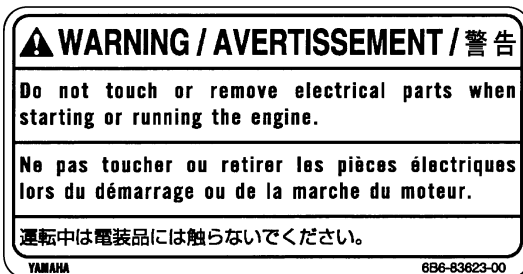 ⚠ WARNING / AVERTISSEMENT / 警告
Do not touch or remove electrical parts when
starting or running the engine.
Ne pas toucher ou retirer les pièces électriques
lors du démarrage ou de la marche du moteur.
運転中は電装品には触らないでください。
YAMAHA 6B6-83623-00